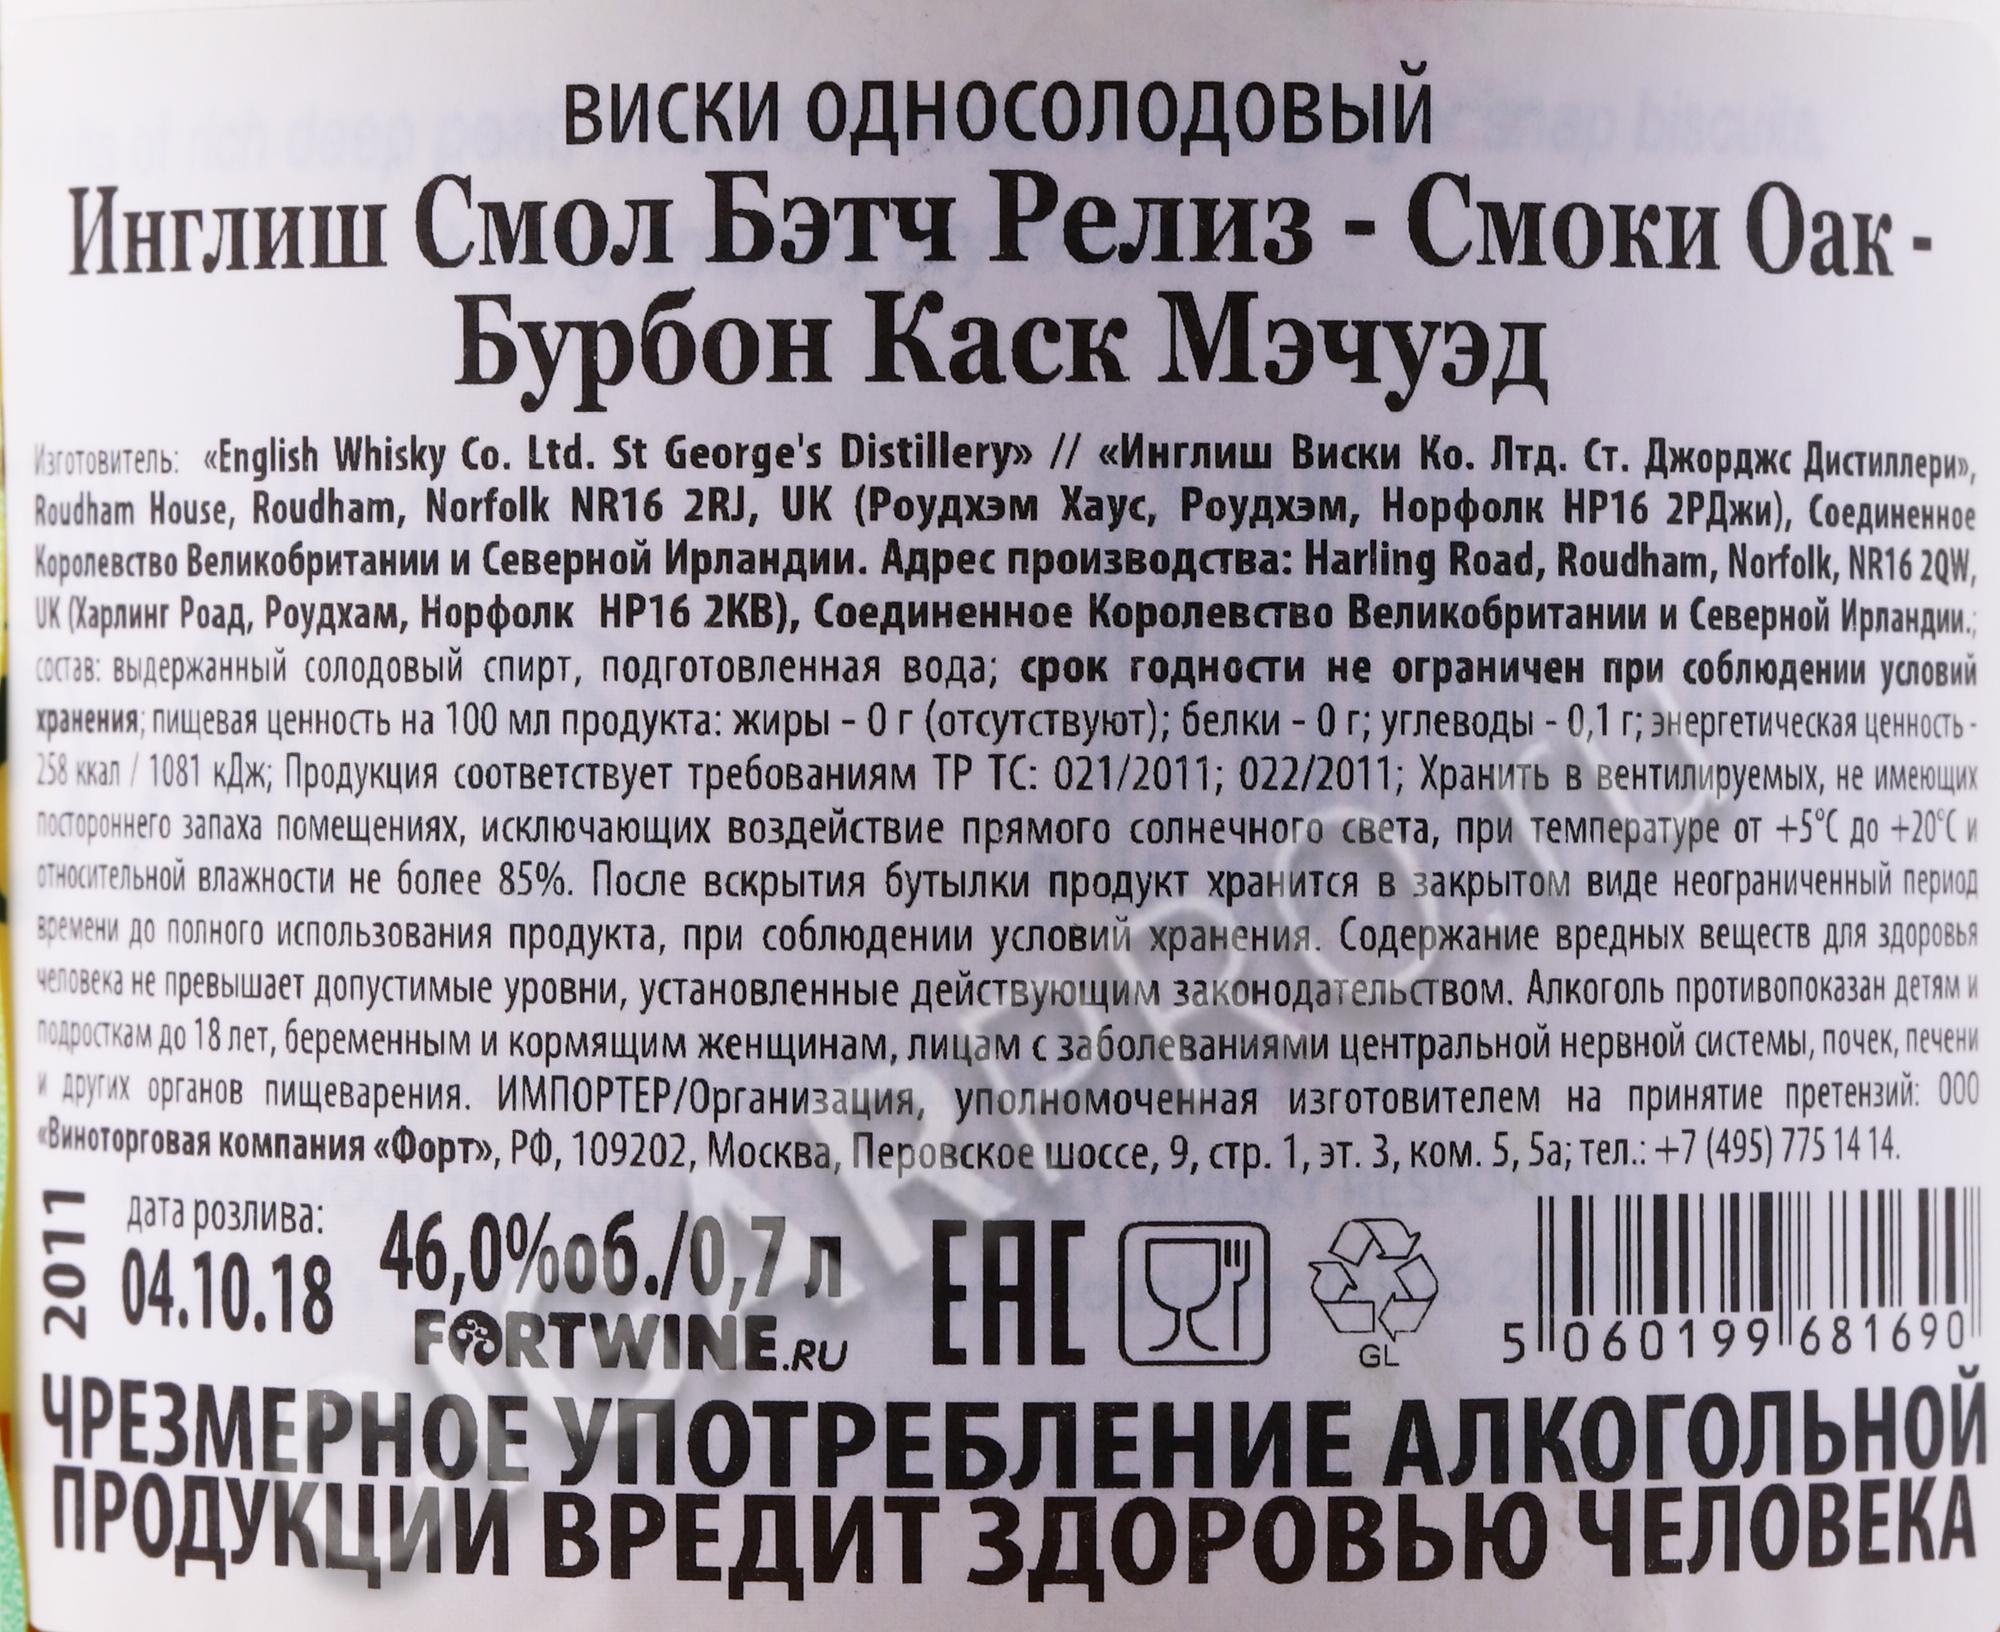 ВИСКИ ОДНОСОЛОДОВЫЙ
Инглиш Смол Бэтч Релиз - Смоки Оак -
Бурбон Каск Мэчуэд
Изготовитель: «English Whisky Co. Ltd. St George's Distillery» // «Инглиш Виски Ко. Лтд. Ст. Джорджс Дистиллери»,
Roudham House, Roudham, Norfolk NR16 2RJ, UK (Роудхэм Хаус, Роудхэм, Норфолк НР16 2РДжи), Соединенное
Королевство Великобритании и Северной Ирландии. Адрес производства: Harling Road, Roudham, Norfolk, NR16 2QW,
UK (Харлинг Роад, Роудхам, Норфолк НР16 2КВ), Соединенное Королевство Великобритании и Северной Ирландии.;
состав: выдержанный солодовый спирт, подготовленная вода; срок годности не ограничен при соблюдении условий
хранения; пищевая ценность на 100 мл продукта: жиры - 0 г (отсутствуют); белки - 0 г; углеводы - 0,1 г; энергетическая ценность -
258 ккал / 1081 кДж; Продукция соответствует требованиям ТР ТС: 021/2011; 022/2011; Хранить в вентилируемых, не имеющих
постороннего запаха помещениях, исключающих воздействие прямого солнечного света, при температуре от +5°С до +20°С и
относительной влажности не более 85%. После вскрытия бутылки продукт хранится в закрытом виде неограниченный период
времени до полного использования продукта, при соблюдении условий хранения. Содержание вредных веществ для здоровья
человека не превышает допустимые уровни, установленные действующим законодательством. Алкоголь противопоказан детям и
подросткам до 18 лет, беременным и кормящим женщинам, лицам с заболеваниями центральной нервной системы, почек, печени
и других органов пищеварения. ИМПОРТЕР/Организация, уполномоченная изготовителем на принятие претензий: ООО
«Виноторговая компания «Форт», РФ, 109202, Москва, Перовское шоссе, 9, стр. 1, эт. 3, ком. 5, 5а; тел.: +7 (495) 775 14 14.
2011
дата розлива:
04.10.18
46,0%об./0,7 л
FORTWINE.RU
EAC
GL
5 060199 681690
ЧРЕЗМЕРНОЕ УПОТРЕБЛЕНИЕ АЛКОГОЛЬНОЙ
ПРОДУКЦИИ ВРЕДИТ ЗДОРОВЬЮ ЧЕЛОВЕКА
CIGARPRO.ru